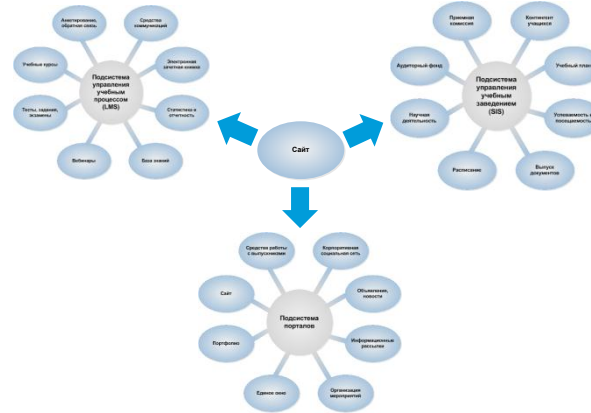 Анкетирование,
обратная связь
Средства
коммуникаций
Учебные курсы
Электронная
зачетная книжка
Подсистема
управления
учебным
процессом
(LMS)
Тесты, задания,
экзамены
Статистика и
отчетность
Вебинары
База знаний
Приемная
комиссия
Контингент
учащихся
Аудиторный фонд
Учебный план
Подсистема
управления
учебным
заведением
(SIS)
Научная
деятельность
Успеваемость и
посещаемость
Расписание
Выпуск
документов
Сайт
Средства работы
с выпускниками
Корпоративная
социальная сеть
Сайт
Объявления,
новости
Подсистема
порталов
Портфолио
Информационные
рассылки
Единое окно
Организация
мероприятий